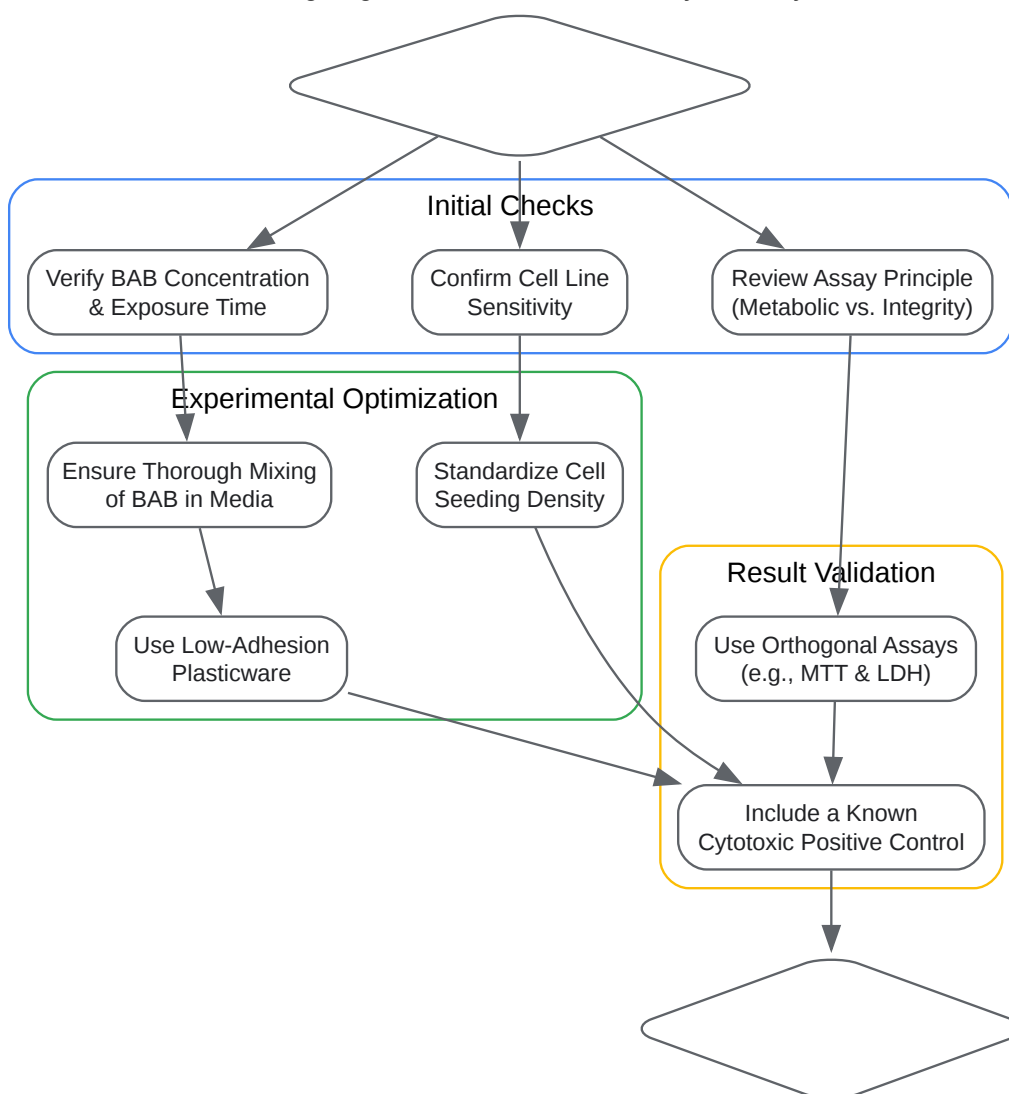 Initial Checks
Verify BAB Concentration
& Exposure Time
Confirm Cell Line
Sensitivity
Review Assay Principle
(Metabolic vs. Integrity)
Experimental Optimization
Ensure Thorough Mixing
of BAB in Media
Standardize Cell
Seeding Density
Use Low-Adhesion
Plasticware
Result Validation
Use Orthogonal Assays
(e.g., MTT & LDH)
Include a Known
Cytotoxic Positive Control